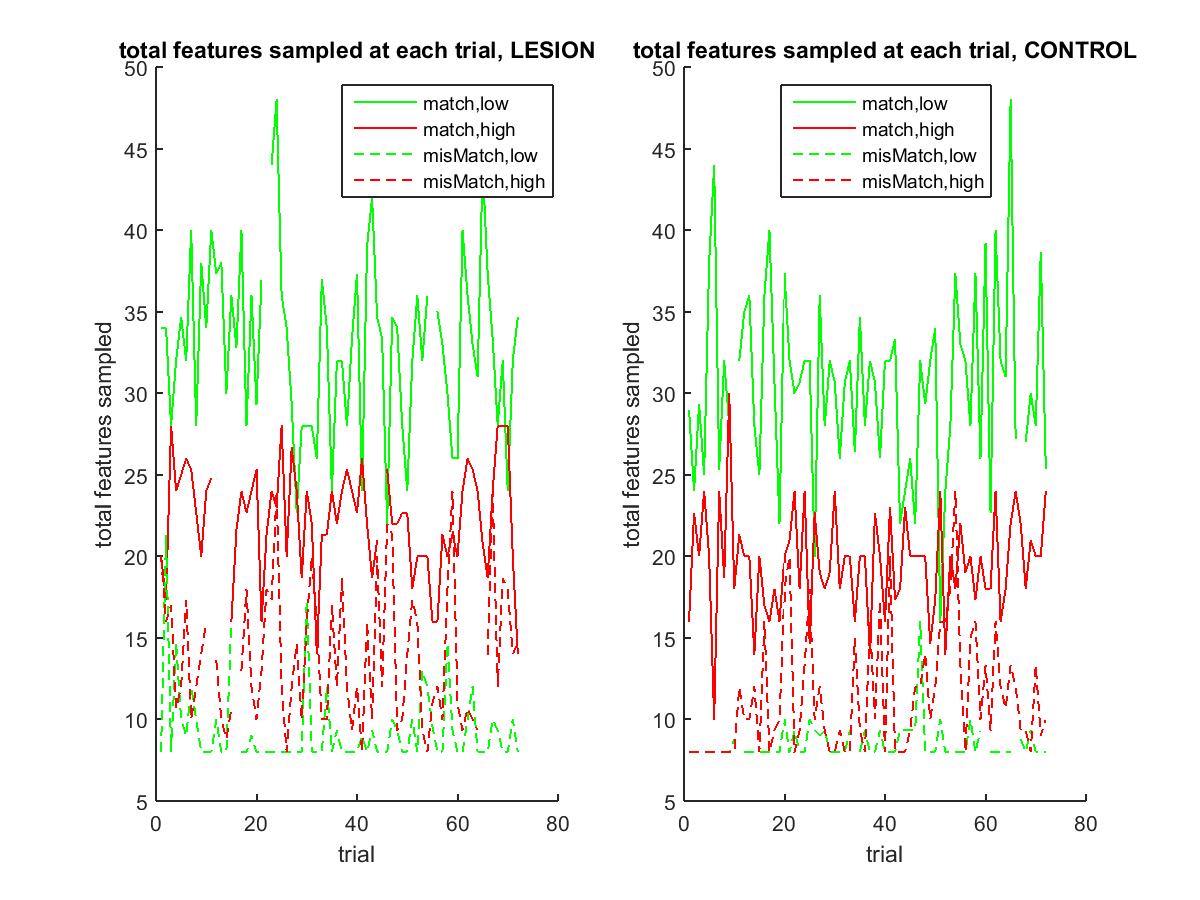 total features sampled at each trial, LESION
50
45
40
35
30
25
20
15
10
5
total features sampled
match,low
match,high
misMatch,low
misMatch,high
0 20 40 60 80
trial
total features sampled at each trial, CONTROL
50
45
40
35
30
25
20
15
10
5
total features sampled
match,low
match,high
misMatch,low
misMatch,high
0 20 40 60 80
trial